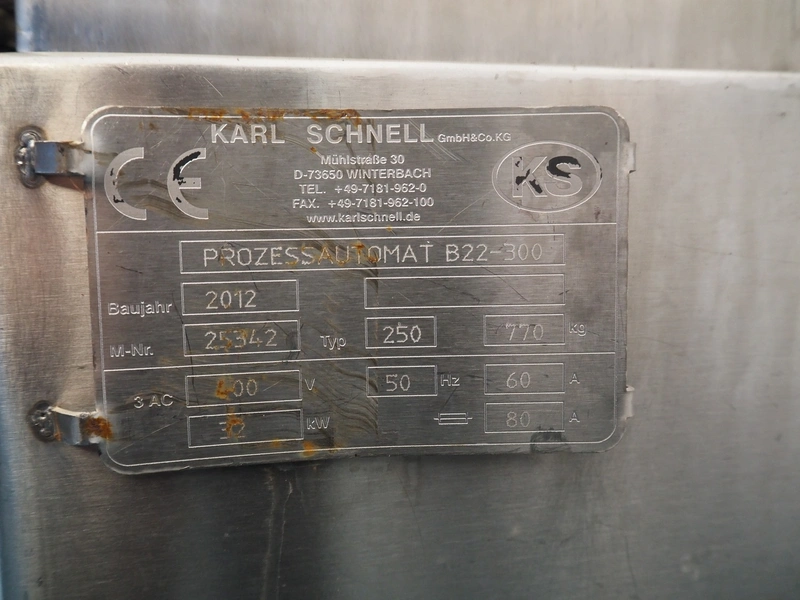 KARL SCHNELL GmbH&Co.KG
Mühlstraße 30
D-73650 WINTERBACH
TEL. +49-7181-962-0
FAX. +49-7181-962-100
www.karlschnell.de
CE
KS
PROZESSAUTOMAT B22-300
Baujahr 2012
M-Nr. 25342 Typ 250 770 kg
3 AC 400 V 50 Hz 60 A
32 kW 80 A